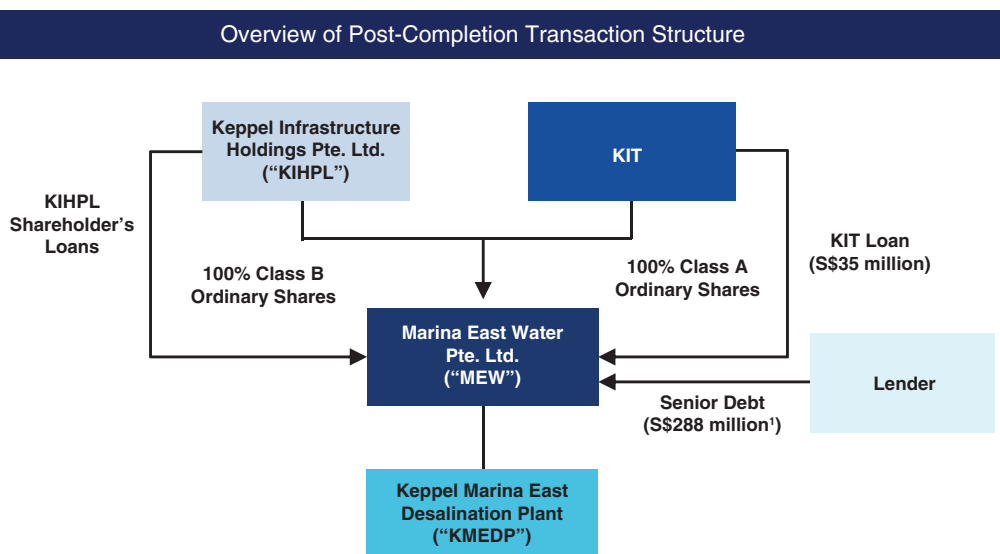 Overview of Post-Completion Transaction Structure
Keppel Infrastructure
Holdings Pte. Ltd.
(“KIHPL”)
KIT
KIHPL
Shareholder’s
Loans
100% Class B
Ordinary Shares
100% Class A
Ordinary Shares
KIT Loan
(S$35 million)
Marina East Water
Pte. Ltd.
(“MEW”)
Lender
Senior Debt
(S$288 million¹)
Keppel Marina East
Desalination Plant
(“KMEDP”)